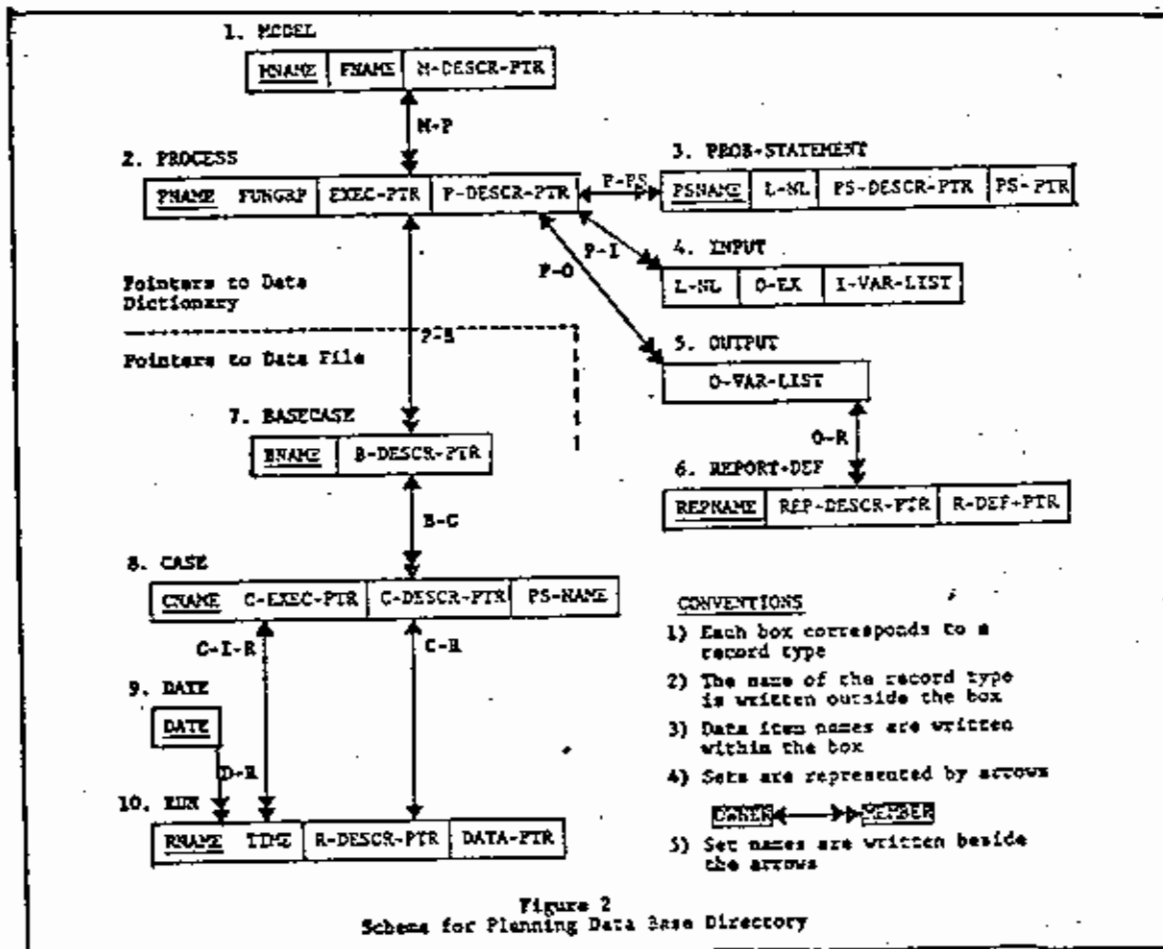 1. MODEL
MNAME FNAME M-DESCR-PTR
M-P
2. PROCESS
PNAME FUNGRP EXEC-PTR P-DESCR-PTR
P-PS
3. PROB-STATEMENT
PSNAME L-NL PS-DESCR-PTR PS-PTR
P-I
4. INPUT
L-NL O-EX I-VAR-LIST
P-O
Pointers to Data
Dictionary
P-B
Pointers to Data File
5. OUTPUT
O-VAR-LIST
O-R
7. BASECASE
BNAME B-DESCR-PTR
6. REPORT-DEF
REPNAME REP-DESCR-PTR R-DEF-PTR
B-C
8. CASE
CNAME C-EXEC-PTR C-DESCR-PTR PS-NAME
C-I-R
C-R
9. DATE
DATE
D-R
10. RUN
RNAME TIME R-DESCR-PTR DATA-PTR
CONVENTIONS
1) Each box corresponds to a
record type
2) The name of the record type
is written outside the box
3) Data item names are written
within the box
4) Sets are represented by arrows
OWNER MEMBER
5) Set names are written beside
the arrows
Figure 2
Schema for Planning Data Base Directory